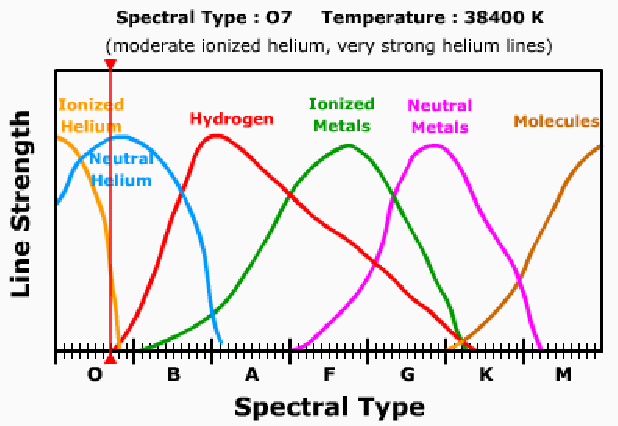 Spectral Type : O7 Temperature : 38400 K
(moderate ionized helium, very strong helium lines)
Line Strength
Ionized
Helium
Neutral
Helium
Hydrogen
Ionized
Metals
Neutral
Metals
Molecules
O B A F G K M
Spectral Type